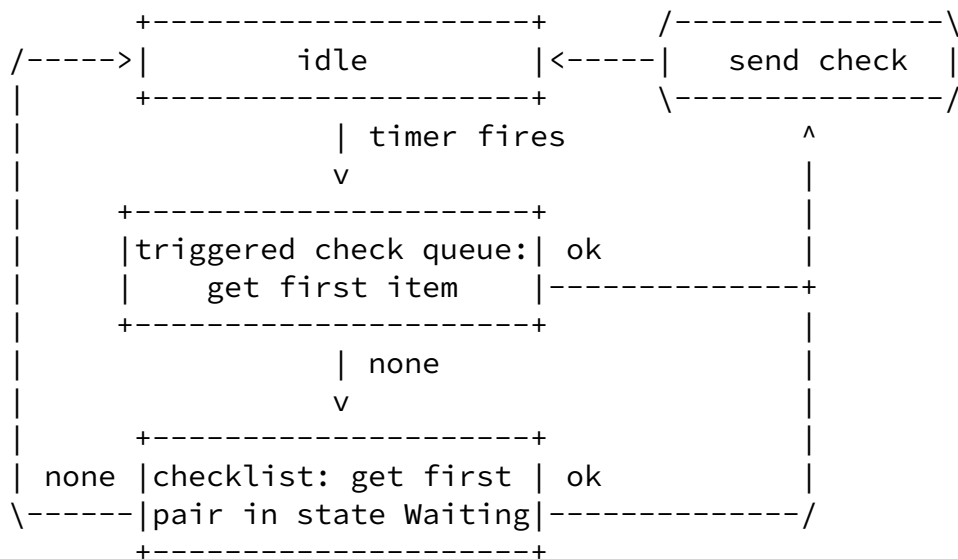 idle
send check
timer fires
triggered check queue: ok
get first item
none
none checklist: get first ok
pair in state Waiting